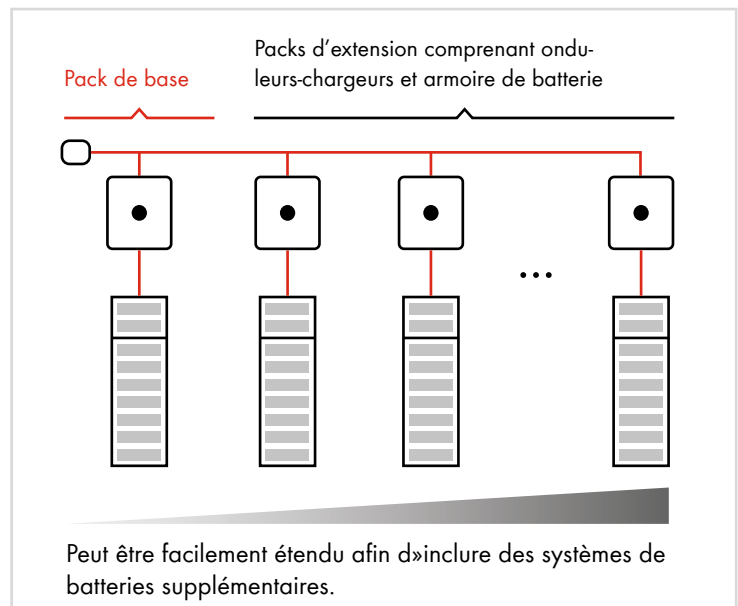 Pack de base
Packs d’extension comprenant ondu-
leurs-chargeurs et armoire de batterie
...
Peut être facilement étendu afin d»inclure des systèmes de
batteries supplémentaires.